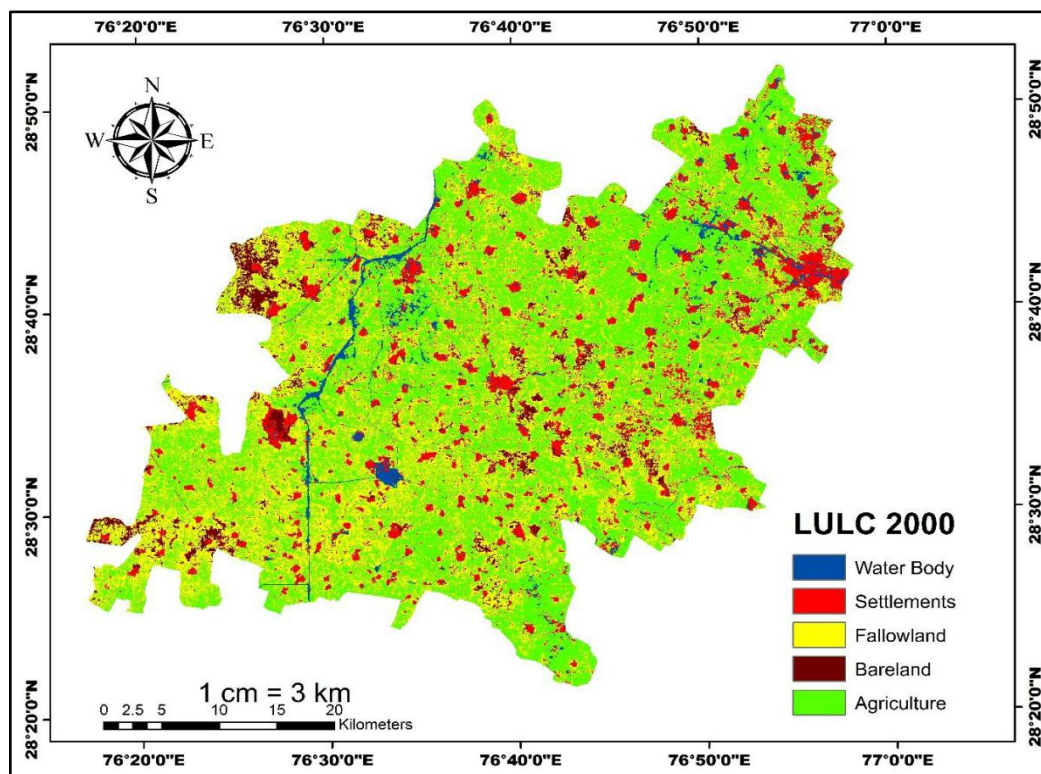 76°20'0"E 76°30'0"E 76°40'0"E 76°50'0"E 77°0'0"E
N
W E
S
28°50'0"N 28°50'0"N
28°40'0"N 28°40'0"N
28°30'0"N 28°30'0"N
28°20'0"N 28°20'0"N
LULC 2000
Water Body
Settlements
Fallowland
Bareland
Agriculture
1 cm = 3 km
0 2.5 5 10 15 20
Kilometers
76°20'0"E 76°30'0"E 76°40'0"E 76°50'0"E 77°0'0"E